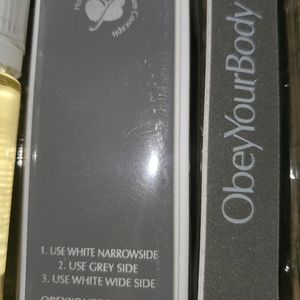 1. USE WHITE NARROWSIDE
2. USE GREY SIDE
3. USE WHITE WIDE SIDE
ObeyYourBody